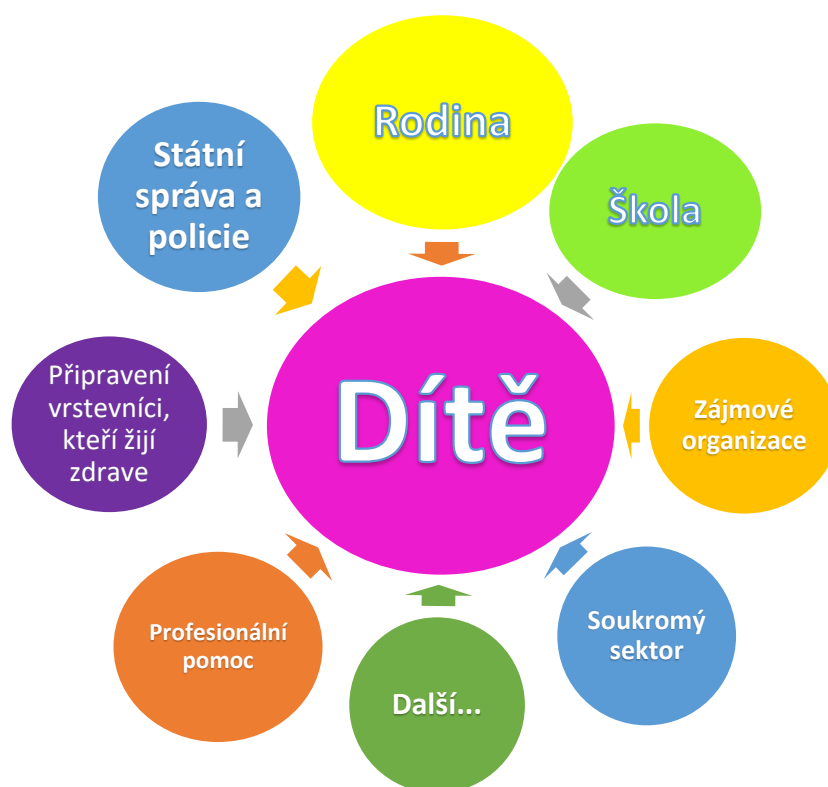 Rodina
Státní
správa a
policie
Škola
Připravení
vrstevníci,
kteří žijí
zdrave
Dítě
Zájmové
organizace
Profesionální
pomoc
Soukromý
sektor
Další...